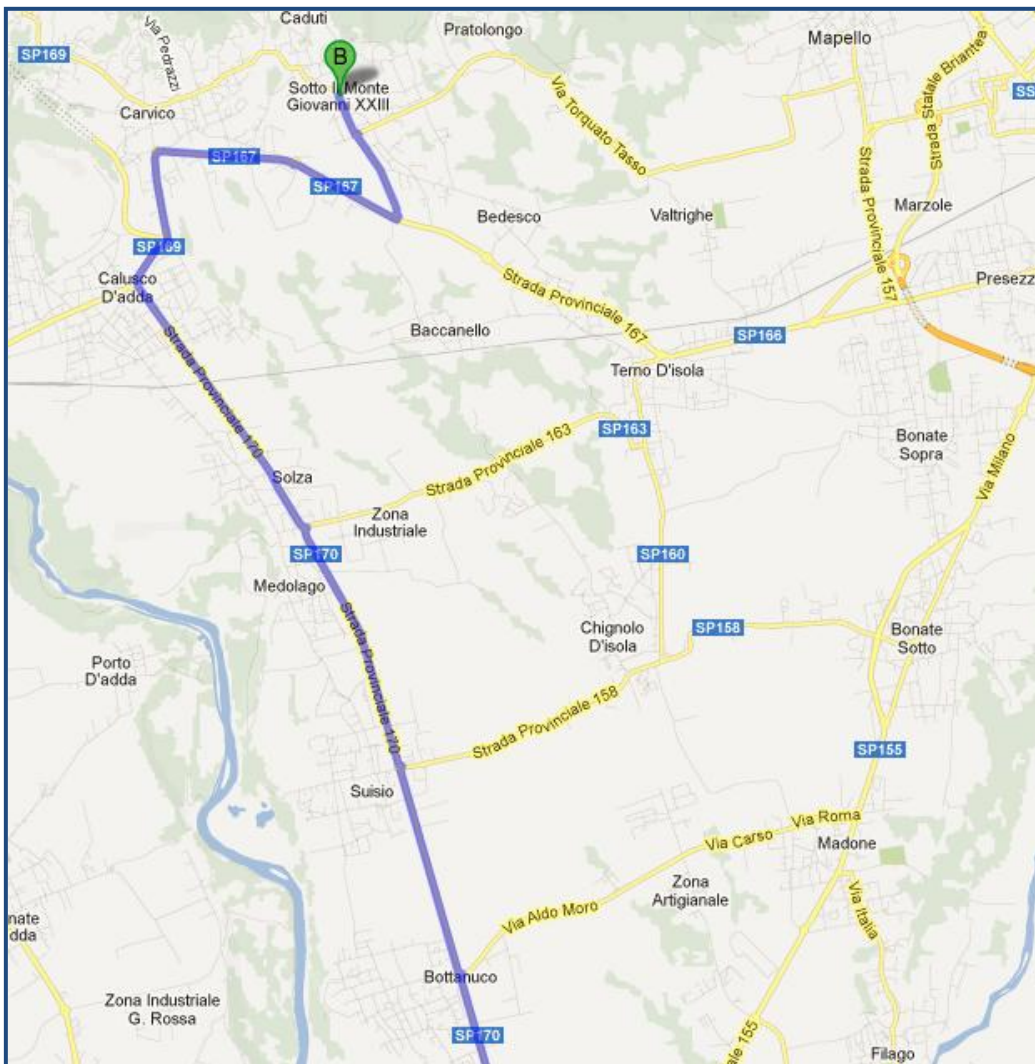 Caduti
Pratolongo
Mapello
SP169
Via Pedrazzi
B
Sotto Il Monte
Giovanni XXIII
Strada Statale Briantea
SS
Carvico
Via Torquato Tasso
SP167
SP167
Strada Provinciale 157
Bedesco
Valtrighe
Marzole
SP169
Calusco
D'adda
Strada Provinciale 167
Presezz
Baccanello
SP166
Terno D'isola
Strada Provinciale 170
SP163
Strada Provinciale 163
Bonate
Sopra
Via Milano
Solza
Zona
Industriale
SP170
SP160
Medolago
Strada Provinciale 170
Chignolo
D'isola
SP158
Bonate
Sotto
Porto
D'adda
Strada Provinciale 158
SP155
Suisio
Via Roma
Via Carso
Madone
Zona
Artigianale
Via Aldo Moro
Via Italia
nate
dda
Bottanuco
Zona Industriale
G. Rossa
SP170
ale 155
Filago